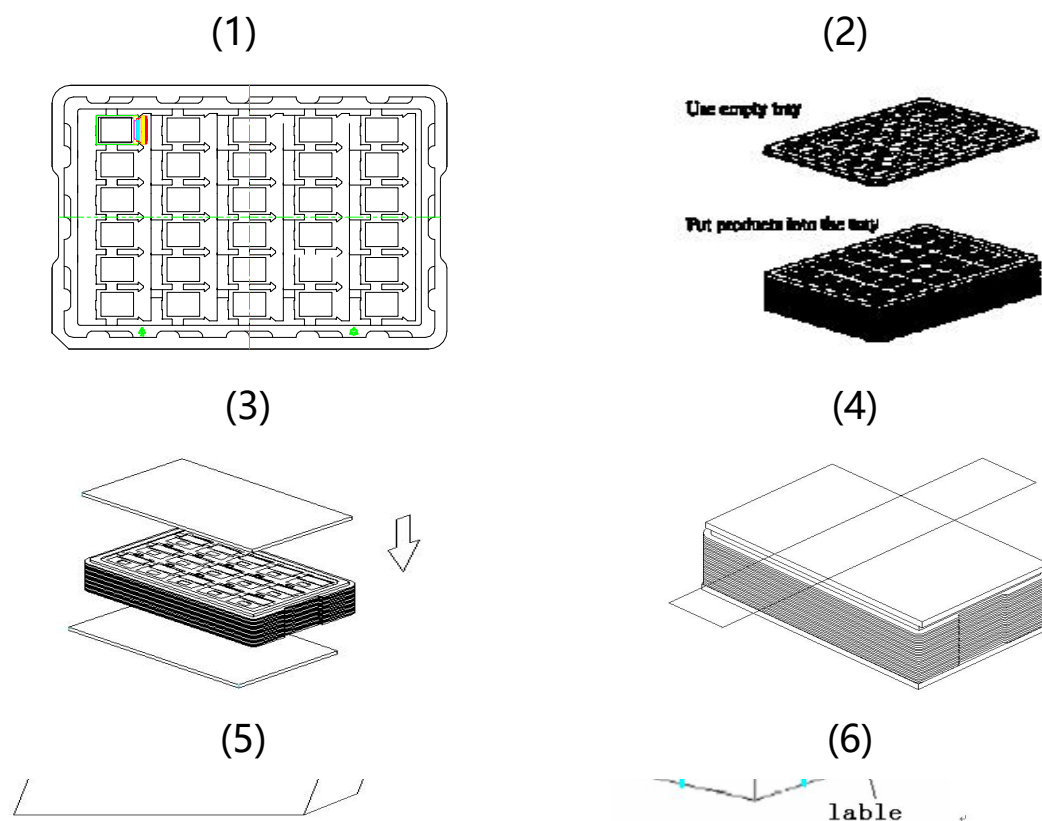 (1)
(2)
Use empty tray
Put products into the tray
(3)
(4)
(5)
(6)
lable